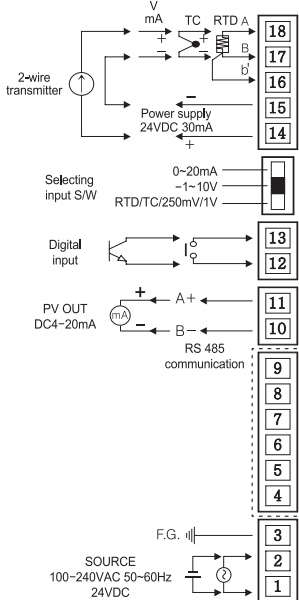 V
mA TC RTD A 18
+ + B 17
− − b' 16
2-wire
transmitter
− 15
Power supply
24VDC 30mA
+ 14
Selecting
input S/W
0~20mA
−1~10V
RTD/TC/250mV/1V
Digital
input
13
12
PV OUT
DC4−20mA
+ A+ 11
mA
− B− 10
RS 485
communication
9
8
7
6
5
4
F.G. 3
SOURCE
100−240VAC 50~60Hz
24VDC
2
1